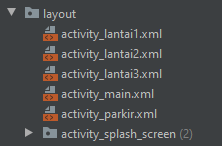 layout
activity_lantai1.xml
activity_lantai2.xml
activity_lantai3.xml
activity_main.xml
activity_parkir.xml
activity_splash_screen (2)